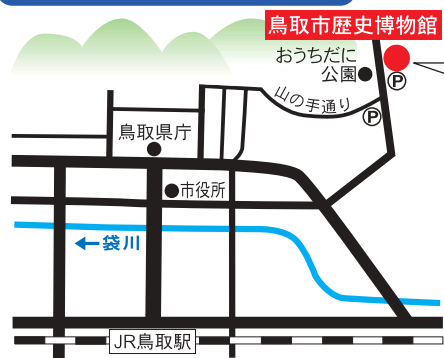 鳥取市歴史博物館
おうちだに
公園
P
山の手通り
P
鳥取県庁
市役所
袋川
JR鳥取駅